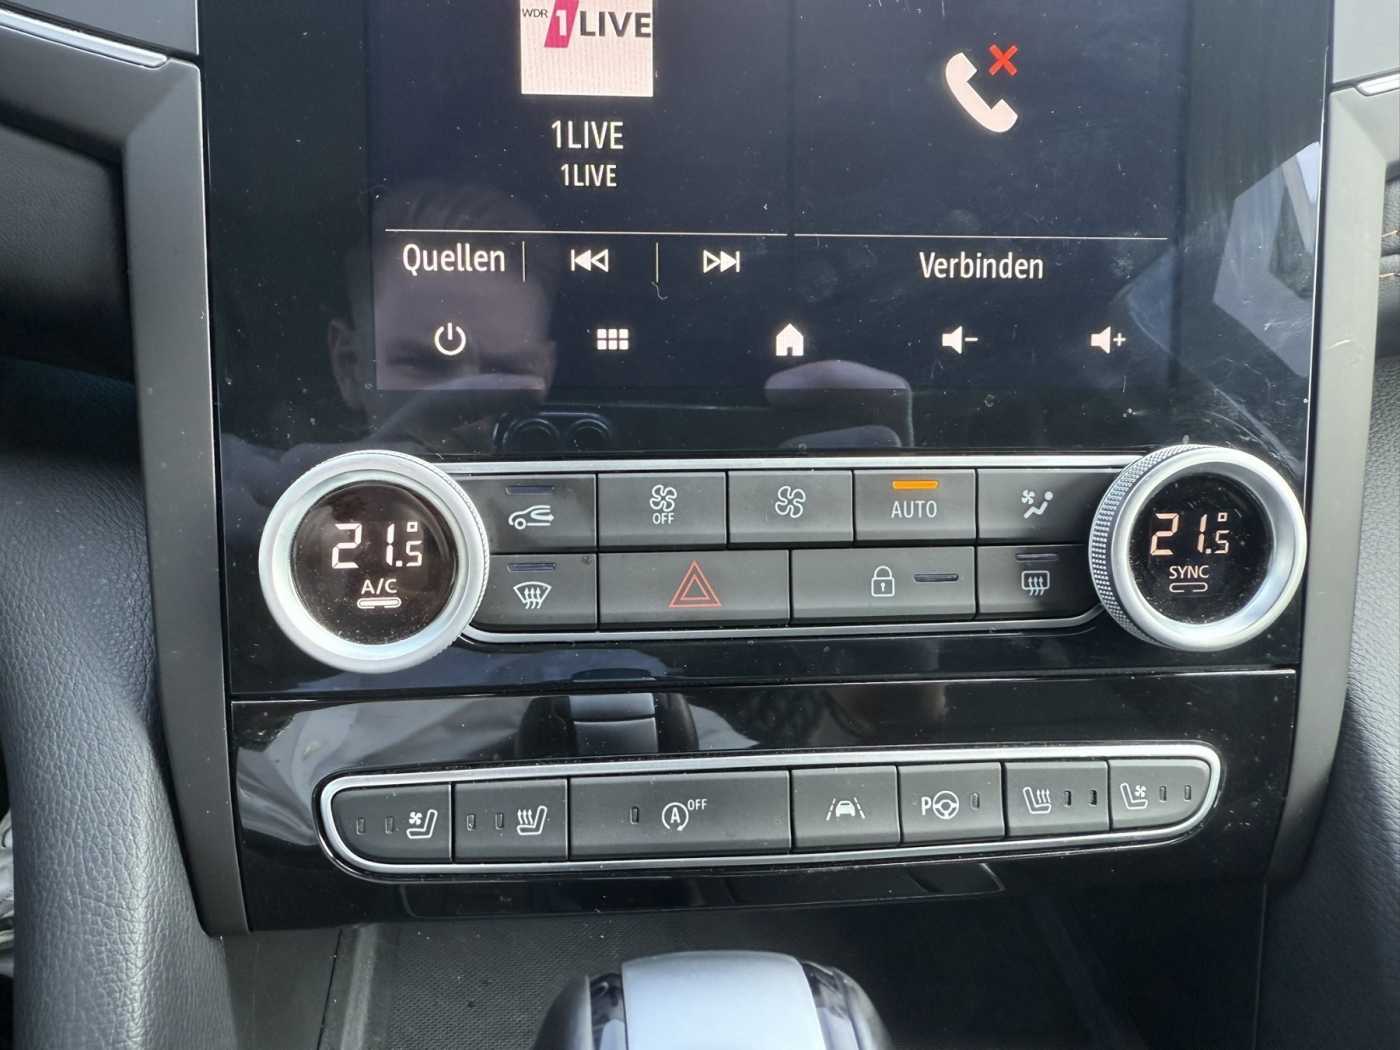 WDR 1LIVE
1LIVE
1LIVE
Quellen
Verbinden
OFF
AUTO
21.5°
A/C
21.5°
SYNC
A OFF
P